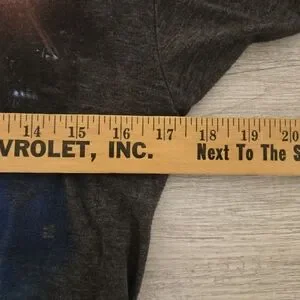 14 15 16 17 18 19 20
VROLET, INC. Next To The S